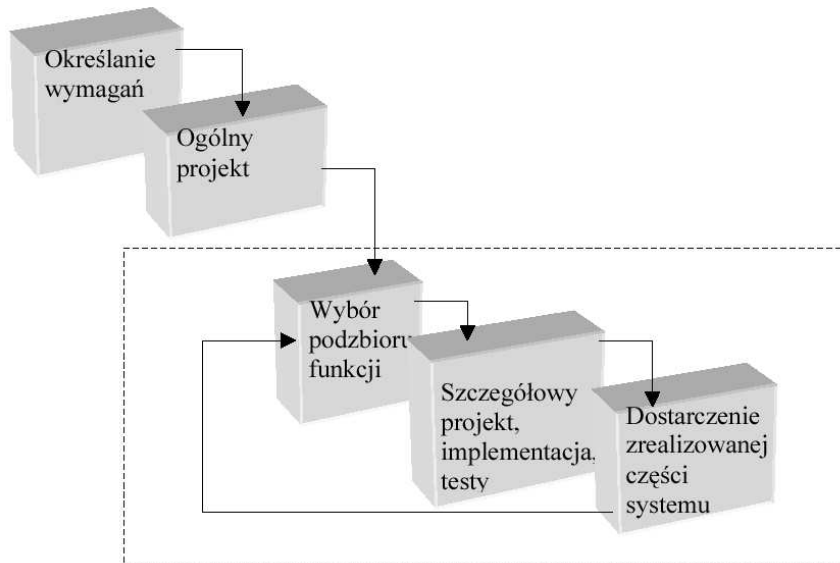 Określanie
wymagań
Ogólny
projekt
Wybór
podzbioru
funkcji
Szczegółowy
projekt,
implementacja,
testy
Dostarczenie
zrealizowanej
części
systemu